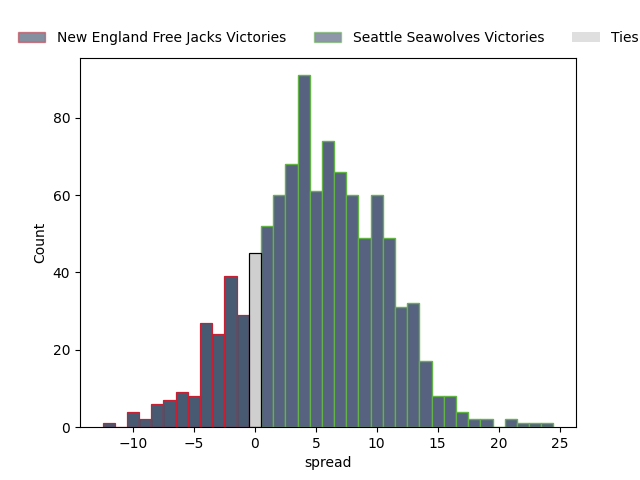 New England Free Jacks Victories Seattle Seawolves Victories Ties
80
60
40
20
0
Count
−10 −5 0 5 10 15 20 25
spread